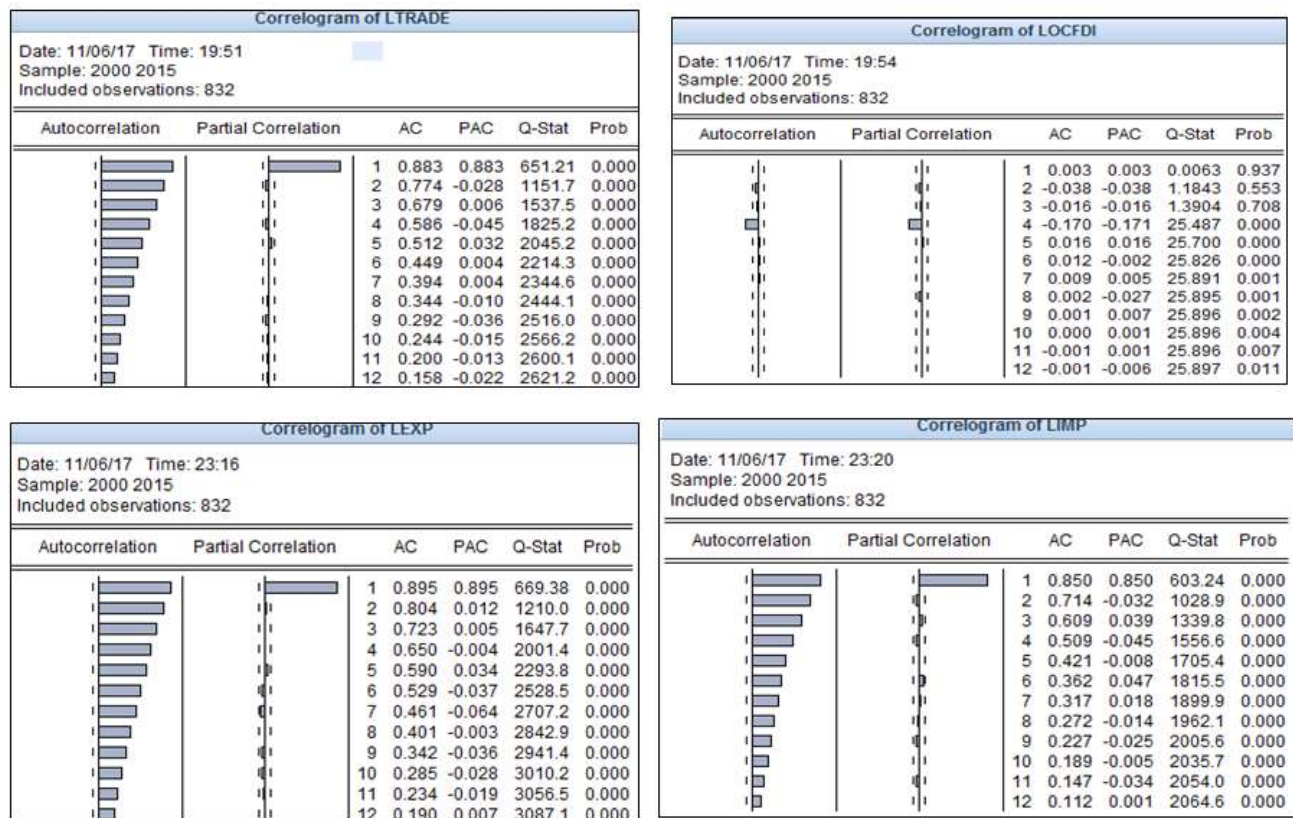 Correlogram of LTRADE
Date: 11/06/17 Time: 19:51
Sample: 2000 2015
Included observations: 832
Autocorrelation Partial Correlation AC PAC Q-Stat Prob
1 0.883 0.883 651.21 0.000
2 0.774 -0.028 1151.7 0.000
3 0.679 0.006 1537.5 0.000
4 0.586 -0.045 1825.2 0.000
5 0.512 0.032 2045.2 0.000
6 0.449 0.004 2214.3 0.000
7 0.394 0.004 2344.6 0.000
8 0.344 -0.010 2444.1 0.000
9 0.292 -0.036 2516.0 0.000
10 0.244 -0.015 2566.2 0.000
11 0.200 -0.013 2600.1 0.000
12 0.158 -0.022 2621.2 0.000
Correlogram of LOCFDI
Date: 11/06/17 Time: 19:54
Sample: 2000 2015
Included observations: 832
Autocorrelation Partial Correlation AC PAC Q-Stat Prob
1 0.003 0.003 0.0063 0.937
2 -0.038 -0.038 1.1843 0.553
3 -0.016 -0.016 1.3904 0.708
4 -0.170 -0.171 25.487 0.000
5 0.016 0.016 25.700 0.000
6 0.012 -0.002 25.826 0.000
7 0.009 0.005 25.891 0.001
8 0.002 -0.027 25.895 0.001
9 0.001 0.007 25.896 0.002
10 0.000 0.001 25.896 0.004
11 -0.001 0.001 25.896 0.007
12 -0.001 -0.006 25.897 0.011
Correlogram of LEXP
Date: 11/06/17 Time: 23:16
Sample: 2000 2015
Included observations: 832
Autocorrelation Partial Correlation AC PAC Q-Stat Prob
1 0.895 0.895 669.38 0.000
2 0.804 0.012 1210.0 0.000
3 0.723 0.005 1647.7 0.000
4 0.650 -0.004 2001.4 0.000
5 0.590 0.034 2293.8 0.000
6 0.529 -0.037 2528.5 0.000
7 0.461 -0.064 2707.2 0.000
8 0.401 -0.003 2842.9 0.000
9 0.342 -0.036 2941.4 0.000
10 0.285 -0.028 3010.2 0.000
11 0.234 -0.019 3056.5 0.000
12 0.190 0.007 3087.1 0.000
Correlogram of LIMP
Date: 11/06/17 Time: 23:20
Sample: 2000 2015
Included observations: 832
Autocorrelation Partial Correlation AC PAC Q-Stat Prob
1 0.850 0.850 603.24 0.000
2 0.714 -0.032 1028.9 0.000
3 0.609 0.039 1339.8 0.000
4 0.509 -0.045 1556.6 0.000
5 0.421 -0.008 1705.4 0.000
6 0.362 0.047 1815.5 0.000
7 0.317 0.018 1899.9 0.000
8 0.272 -0.014 1962.1 0.000
9 0.227 -0.025 2005.6 0.000
10 0.189 -0.005 2035.7 0.000
11 0.147 -0.034 2054.0 0.000
12 0.112 0.001 2064.6 0.000